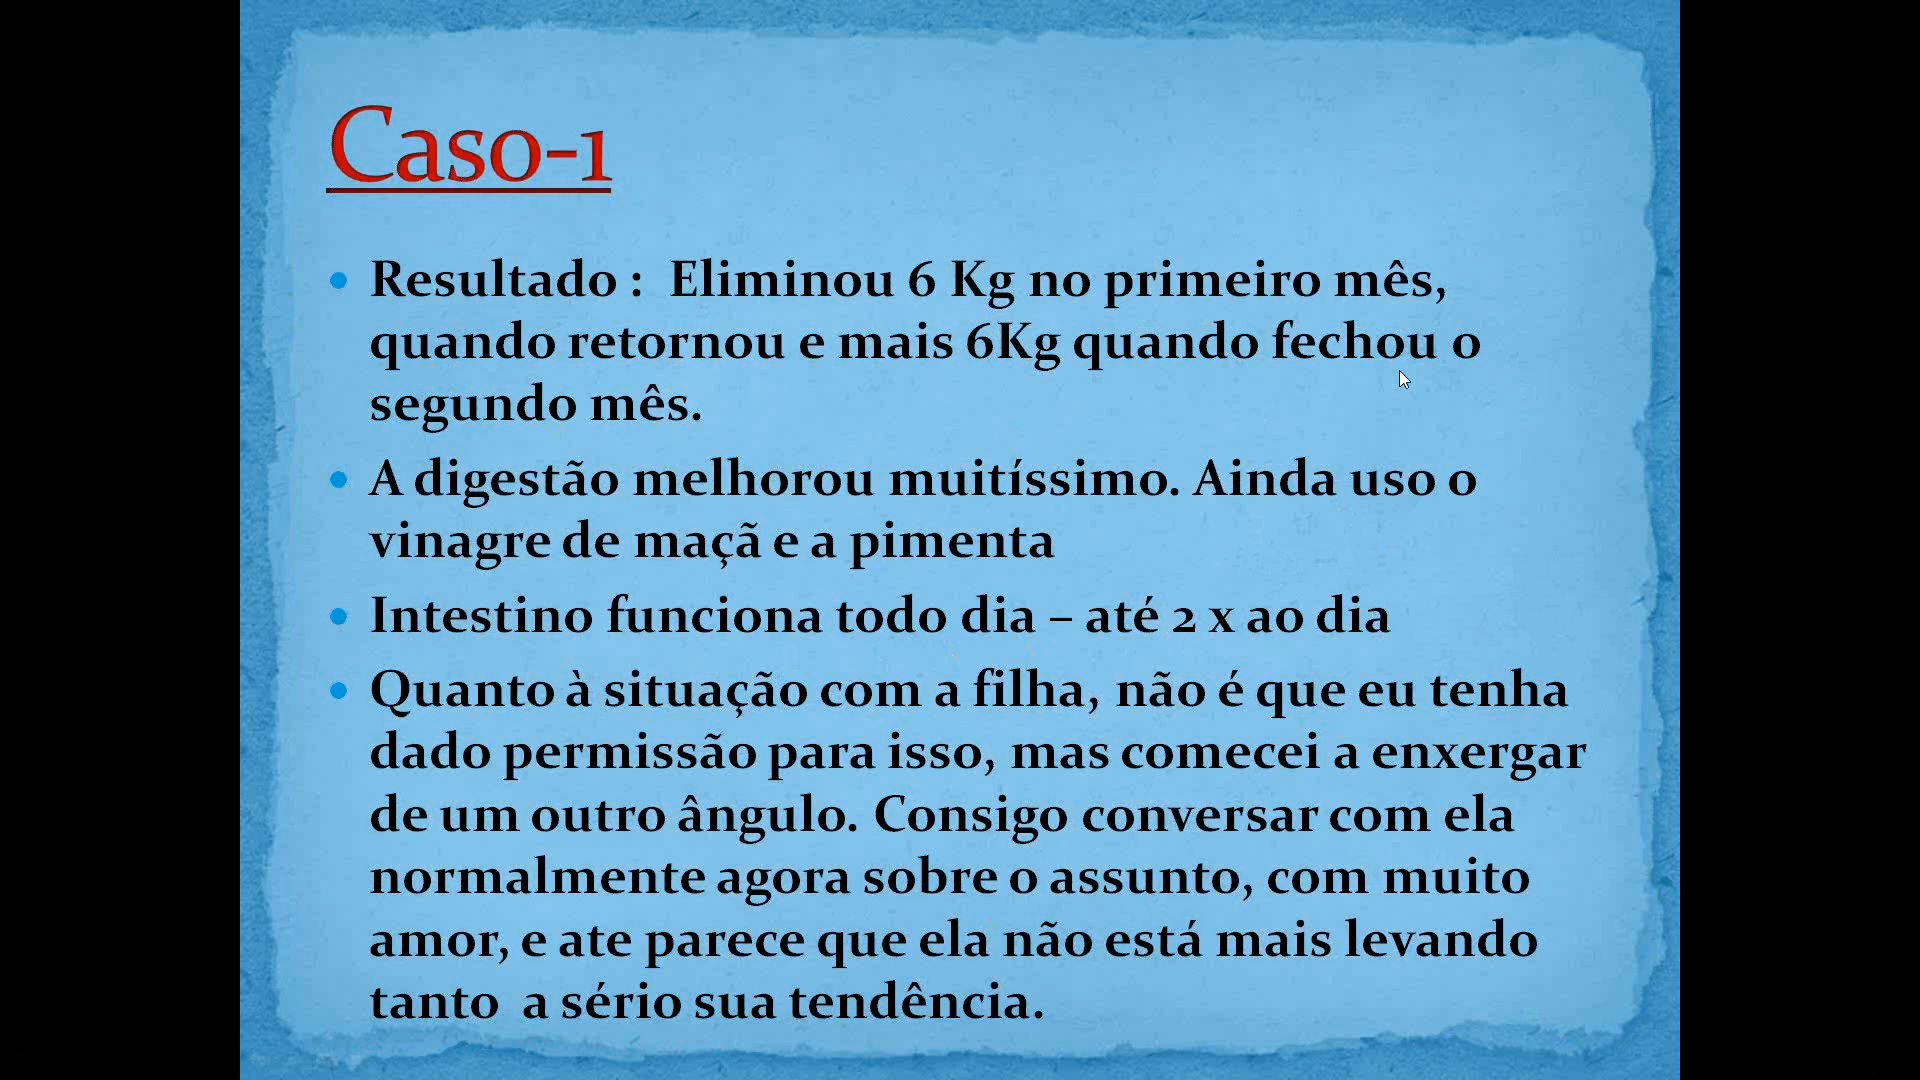 Caso-1
Resultado :  Eliminou 6 Kg no primeiro mês,
quando retornou e mais 6Kg quando fechou o
segundo mês.
A digestão melhorou muitíssimo. Ainda uso o
vinagre de maçã e a pimenta
Intestino funciona todo dia – até 2 x ao dia
Quanto à situação com a filha, não é que eu tenha
dado permissão para isso, mas comecei a enxergar
de um outro ângulo. Consigo conversar com ela
normalmente agora sobre o assunto, com muito
amor, e ate parece que ela não está mais levando
tanto  a sério sua tendência.